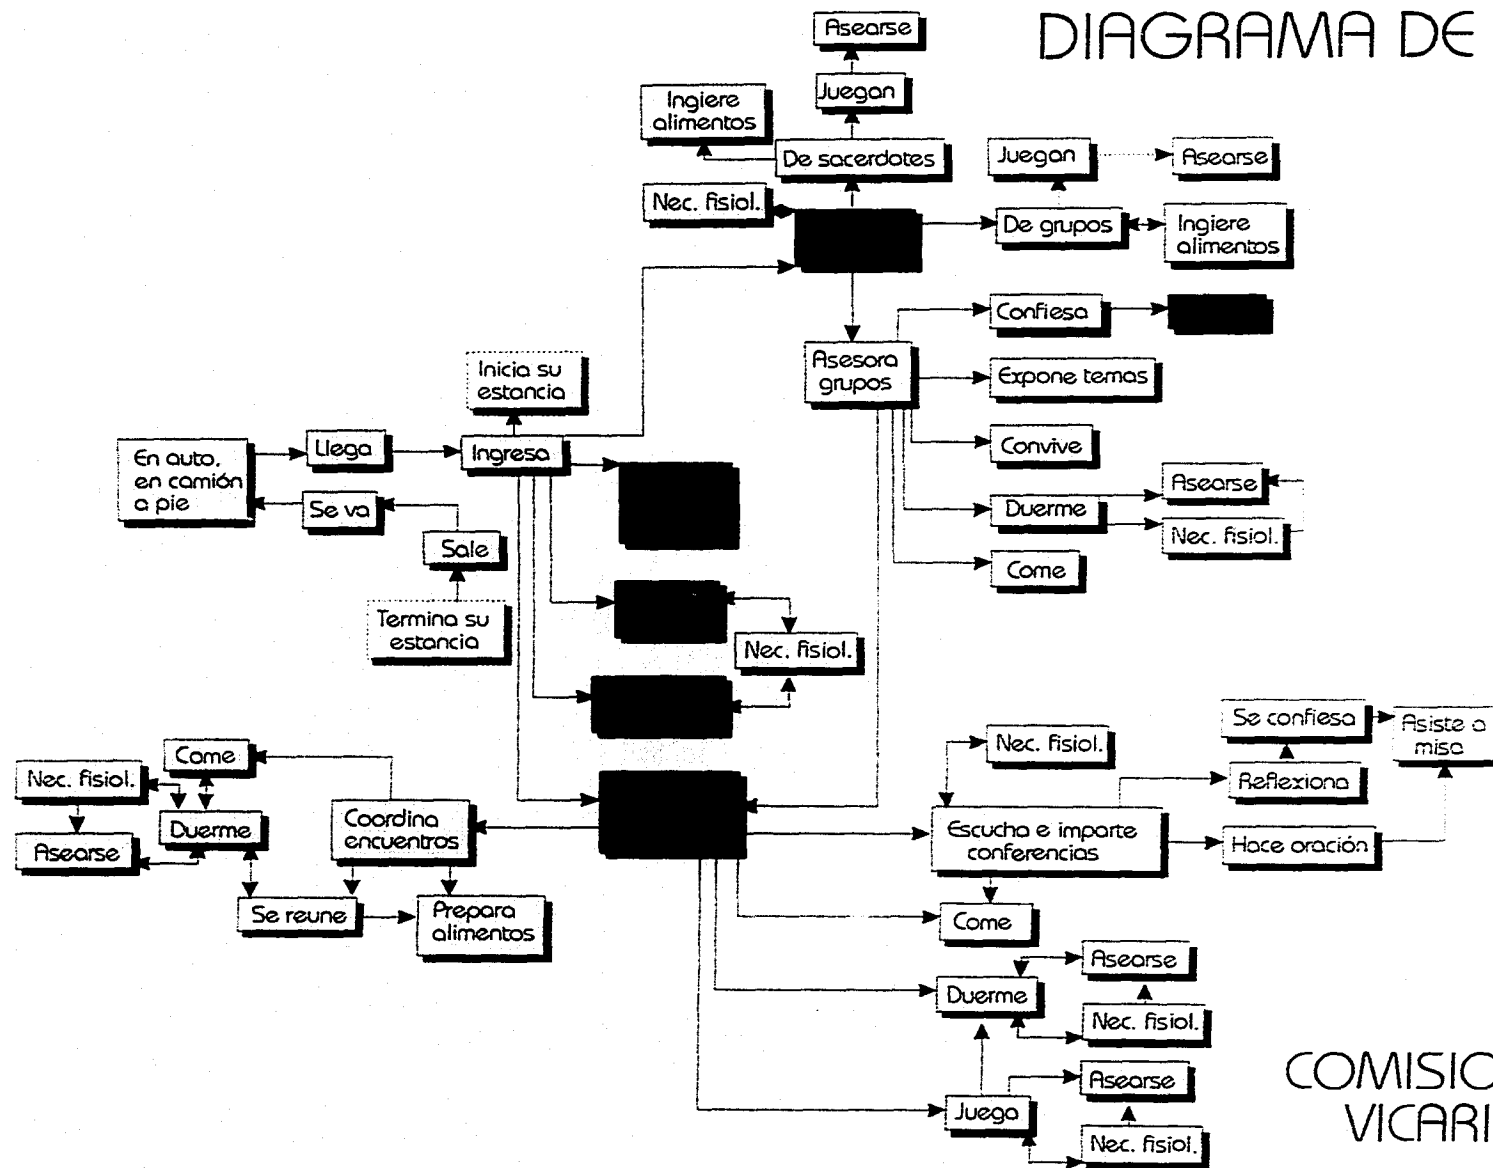 DIAGRAMA DE
Asearse
Juegan
Ingiere
alimentos
De sacerdotes
Juegan
Asearse
Nec. fisiol.
De grupos
Ingiere
alimentos
Confiesa
Asesora
grupos
Expone temas
Inicia su
estancia
Convive
En auto,
en camión
a pie
Llega
Ingresa
Se va
Asearse
Duerme
Nec. fisiol.
Sale
Come
Termina su
estancia
Nec. fisiol.
Se confiesa
Asiste a
misa
Nec. fisiol.
Reflexiona
Come
Nec. fisiol.
Duerme
Asearse
Coordina
encuentros
Escucha e imparte
conferencias
Hace oración
Se reune
Prepara
alimentos
Come
Asearse
Duerme
Nec. fisiol.
Asearse
Juega
Nec. fisiol.
COMISIO
VICARI